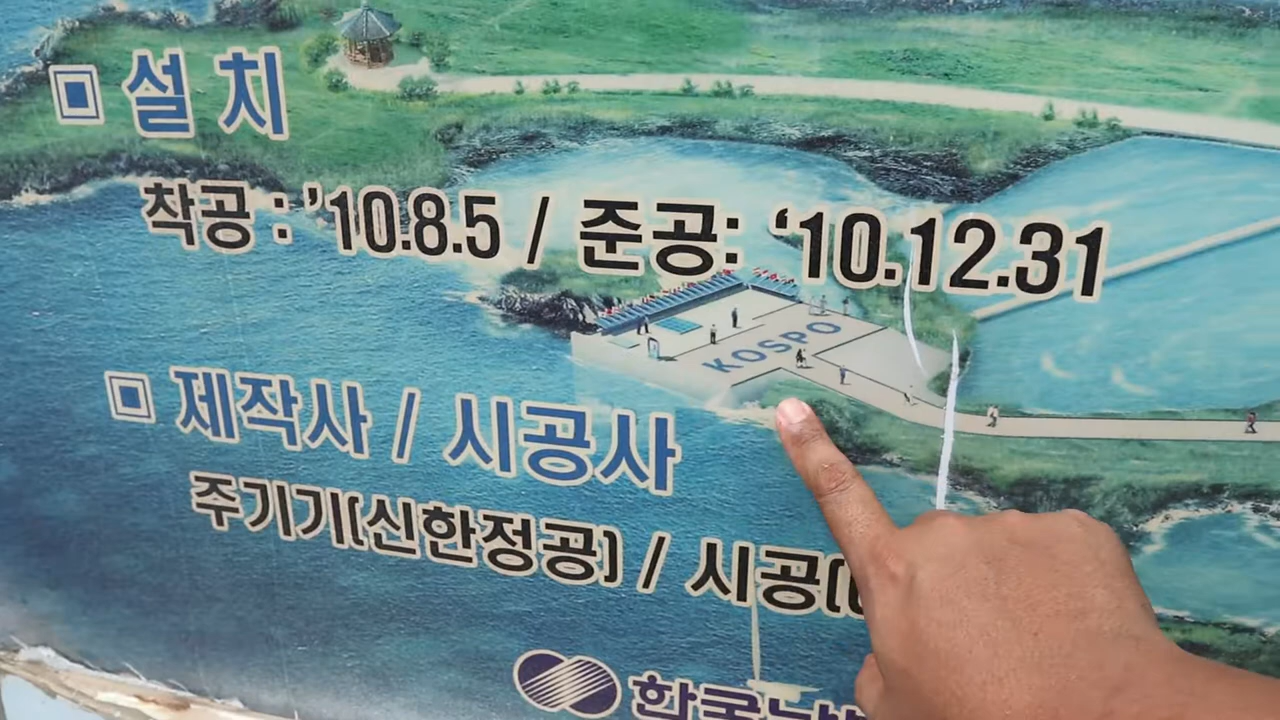 ▣ 설치
착공 : ’10.8.5 / 준공: ‘10.12.31
KOSPO
▣ 제작사 / 시공사
주기기(신한정공) / 시공(